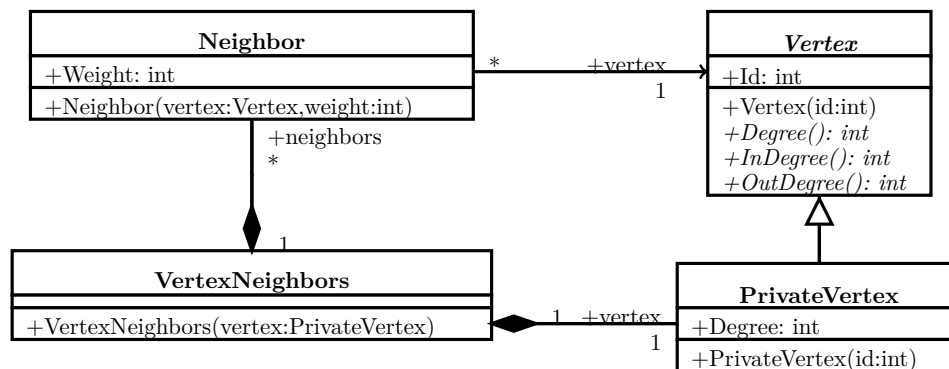 Neighbor
+Weight: int
+Neighbor(vertex:Vertex,weight:int)
* +vertex
1
Vertex
+Id: int
+Vertex(id:int)
+Degree(): int
+InDegree(): int
+OutDegree(): int
+neighbors
*
1
VertexNeighbors
+VertexNeighbors(vertex:PrivateVertex)
1 +vertex
1
PrivateVertex
+Degree: int
+PrivateVertex(id:int)